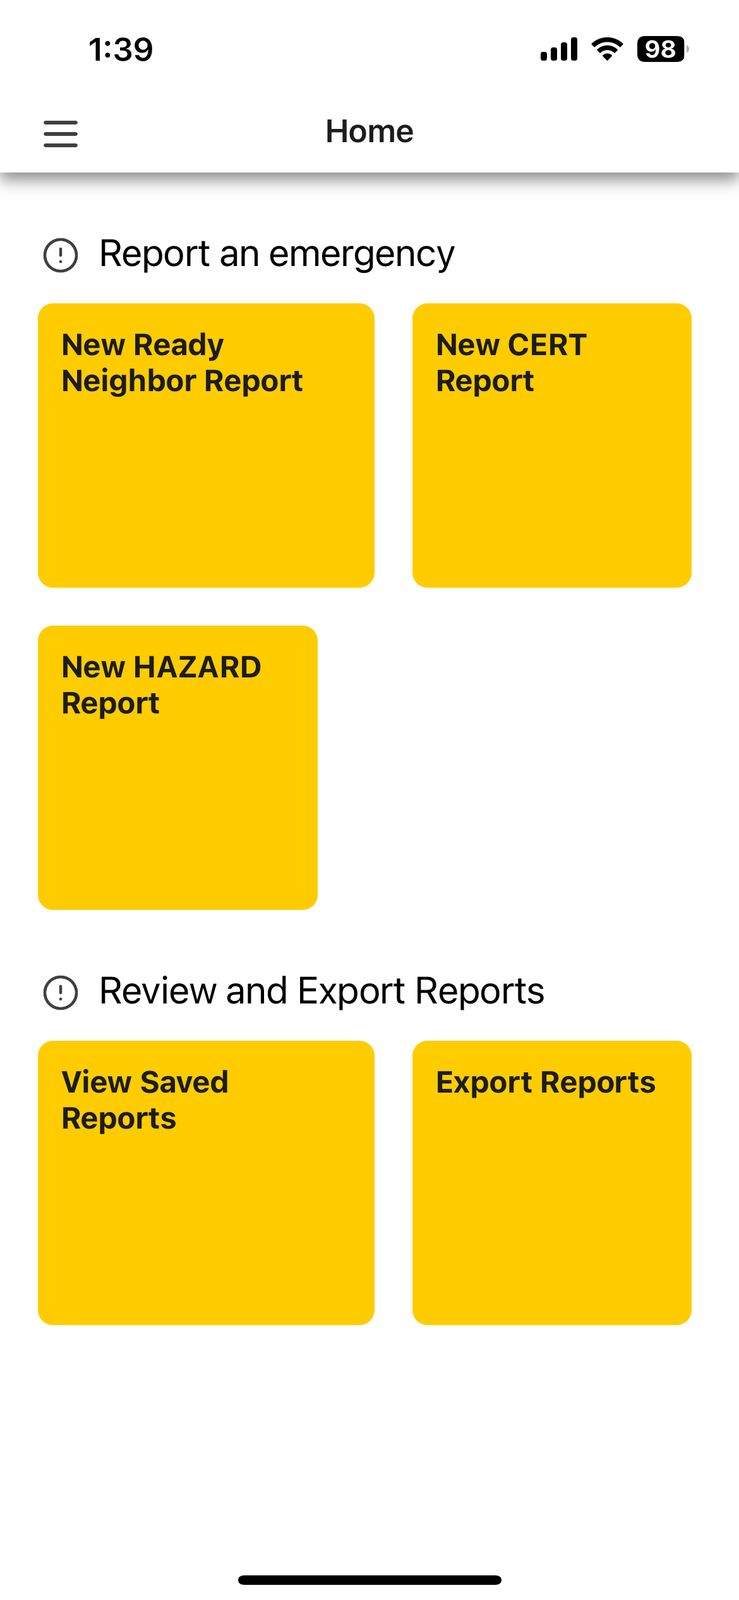 1:39
98
Home
Report an emergency
New Ready
Neighbor Report
New CERT
Report
New HAZARD
Report
Review and Export Reports
View Saved
Reports
Export Reports